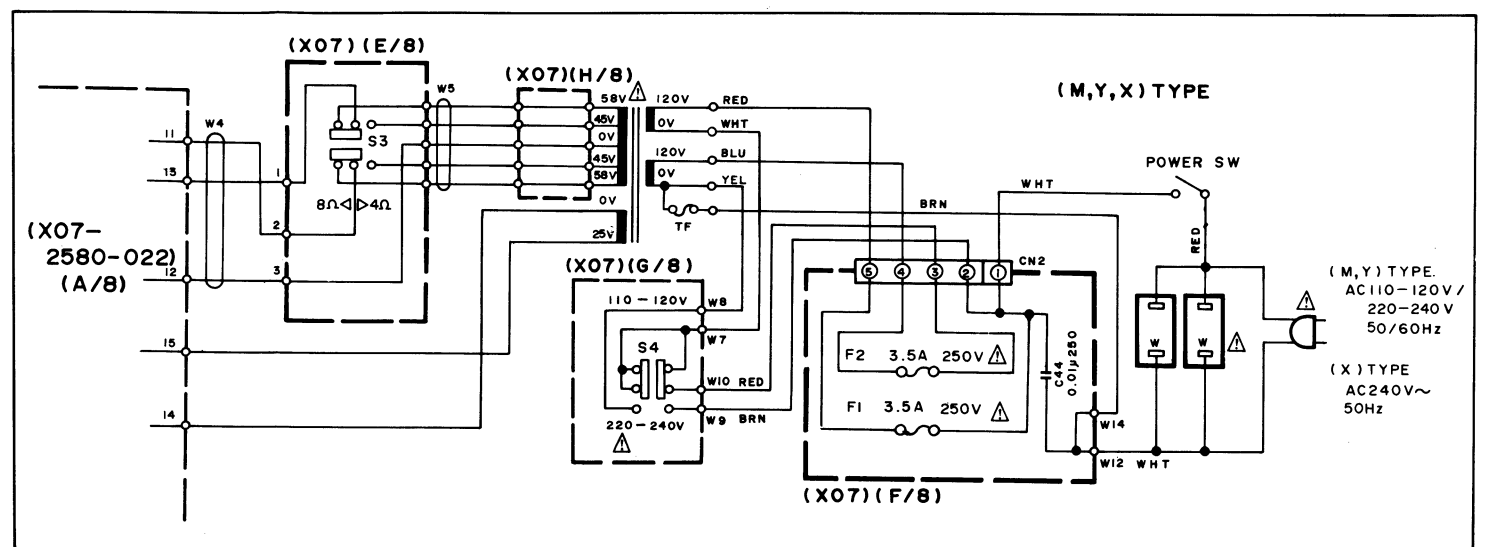 (X07)(E/8)
(X07)(H/8)
(M,Y,X) TYPE
W4
W5
11
13
12
15
14
(X07-
2580-022)
(A/8)
1
2
3
S3
8Ω 4Ω
58V
45V
0V
45V
58V
0V
25V
120V
0V
120V
0V
RED
WHT
BLU
YEL
TF
BRN
WHT
POWER SW
RED
(X07)(G/8)
110-120V
S4
220-240V
W8
W7
W10 RED
W9 BRN
5 4 3 2 1
CN2
F2 3.5A 250V
F1 3.5A 250V
C44
0.01μ250
W14
W12 WHT
(X07)(F/8)
W
W
(M,Y) TYPE.
AC110-120V/
220-240V
50/60Hz
(X) TYPE
AC240V~
50Hz